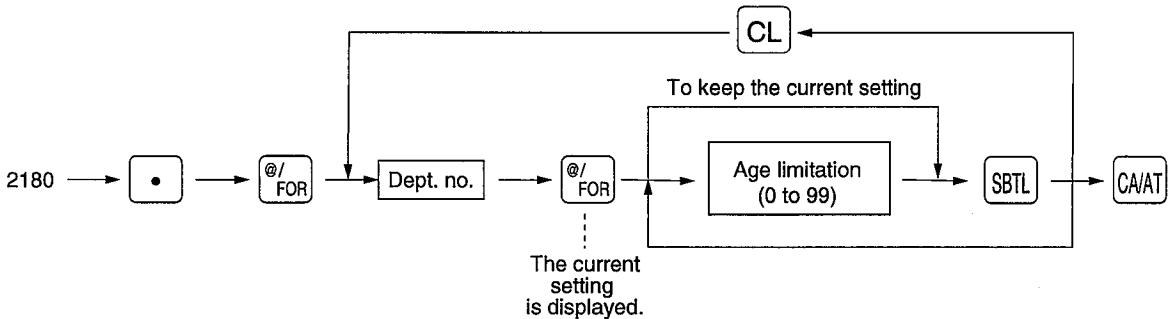 CL
To keep the current setting
2180
•
@/
FOR
Dept. no.
@/
FOR
Age limitation
(0 to 99)
SBTL
CA/AT
The current
setting
is displayed.